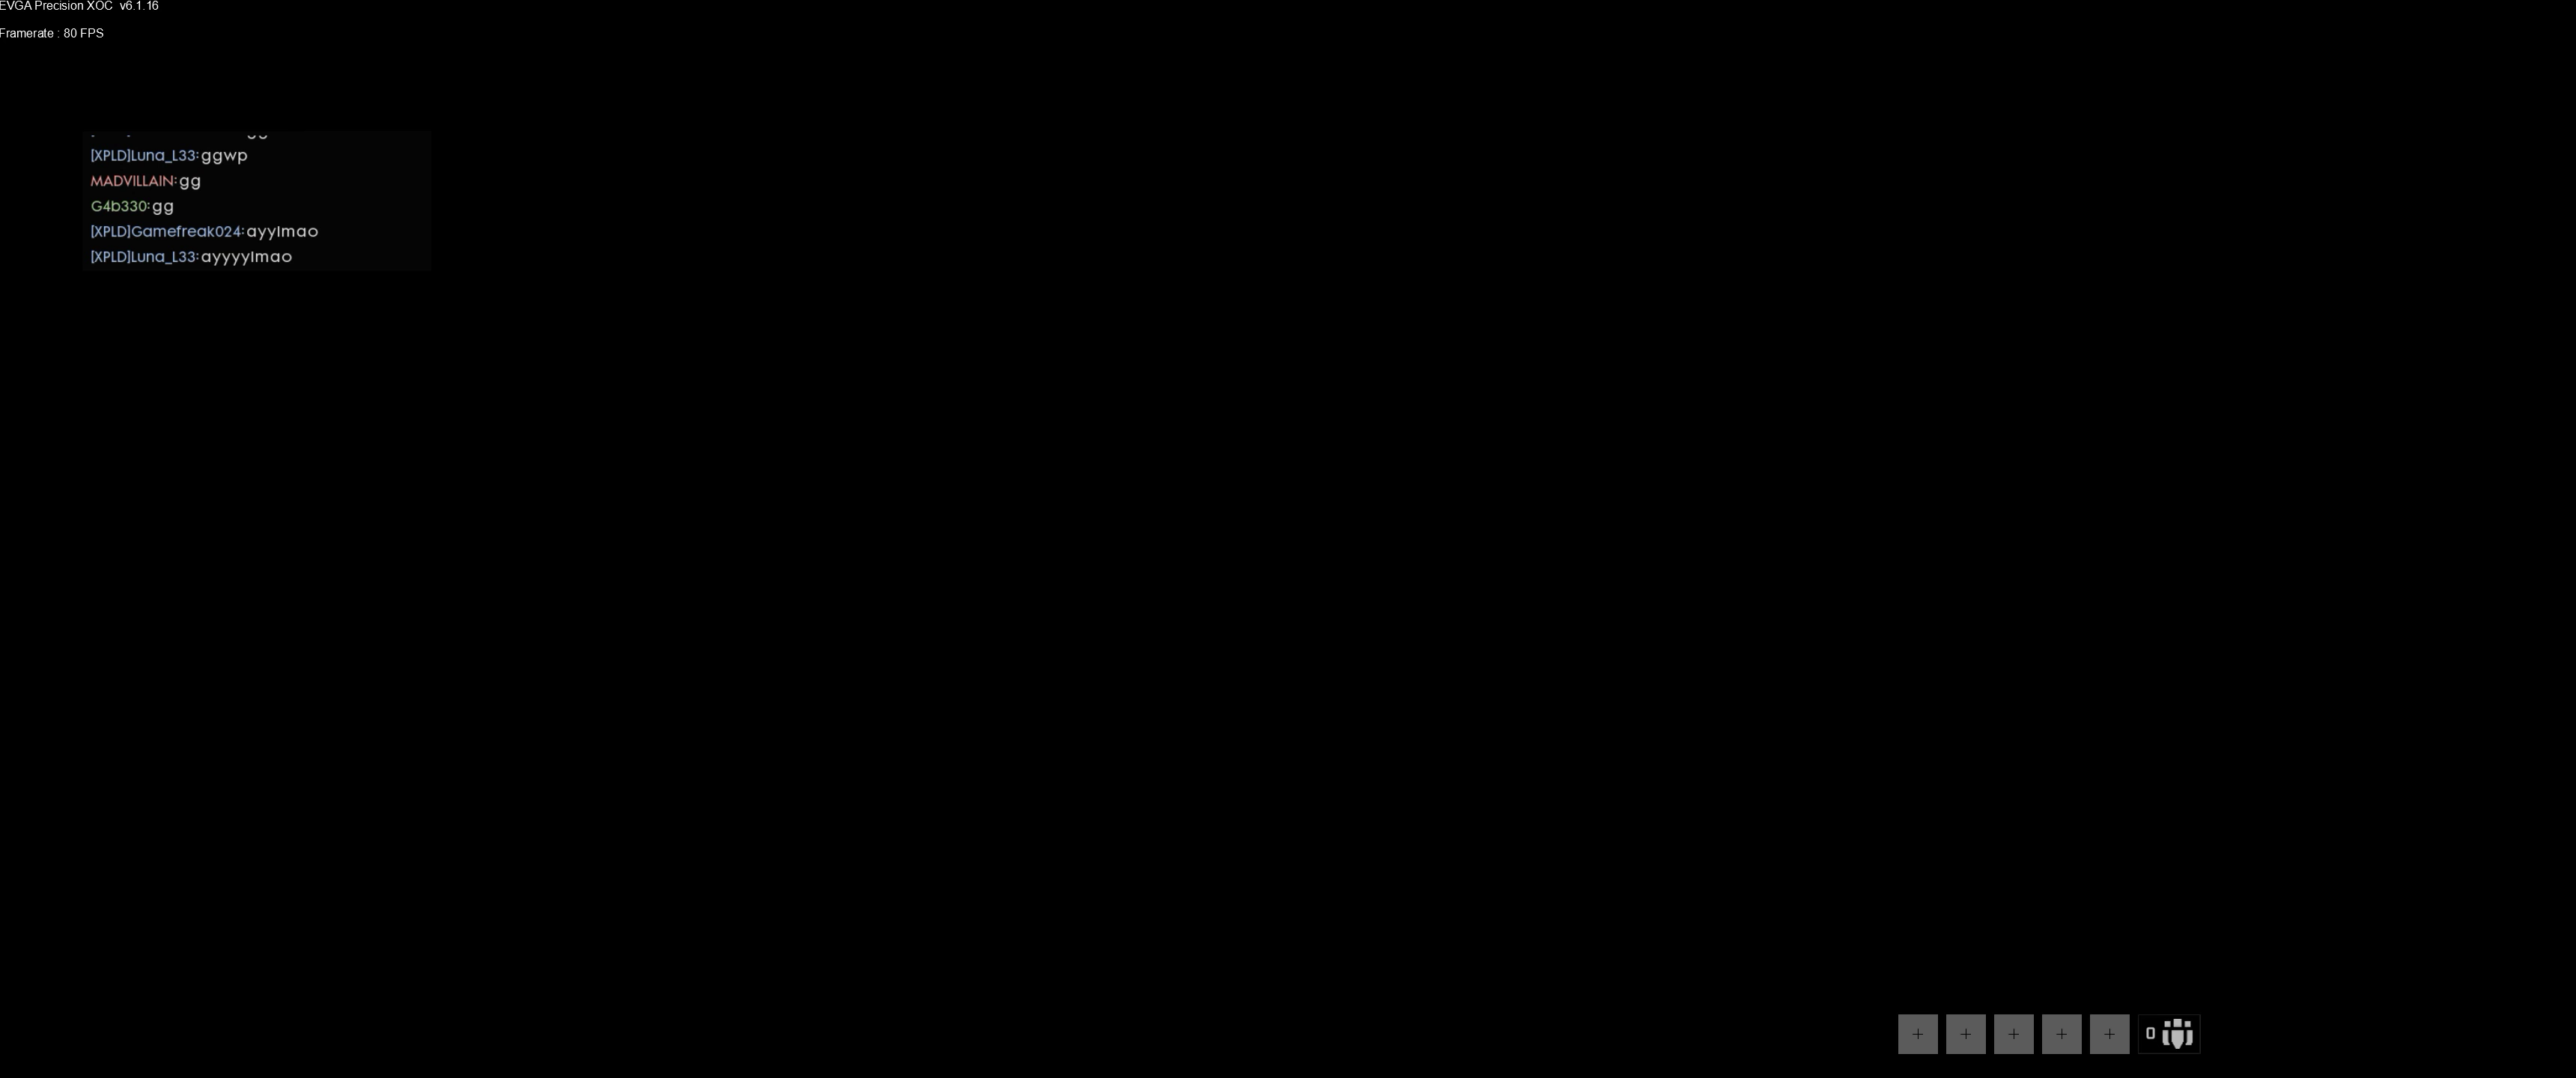 EVGA Precision XOC v6.1.16
Framerate : 80 FPS
[XPLD]Luna_L33:ggwp
MADVILLAIN:gg
G4b330:gg
[XPLD]Gamefreak024:ayylmao
[XPLD]Luna_L33:ayyyylmao
+ + + + + 0